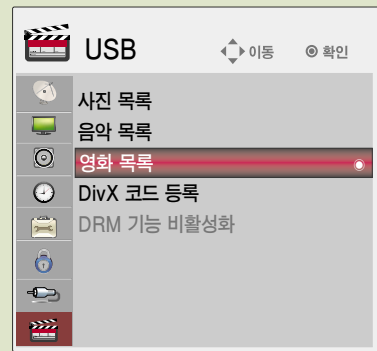 USB 이동 확인
사진 목록
음악 목록
영화 목록
DivX 코드 등록
DRM 기능 비활성화